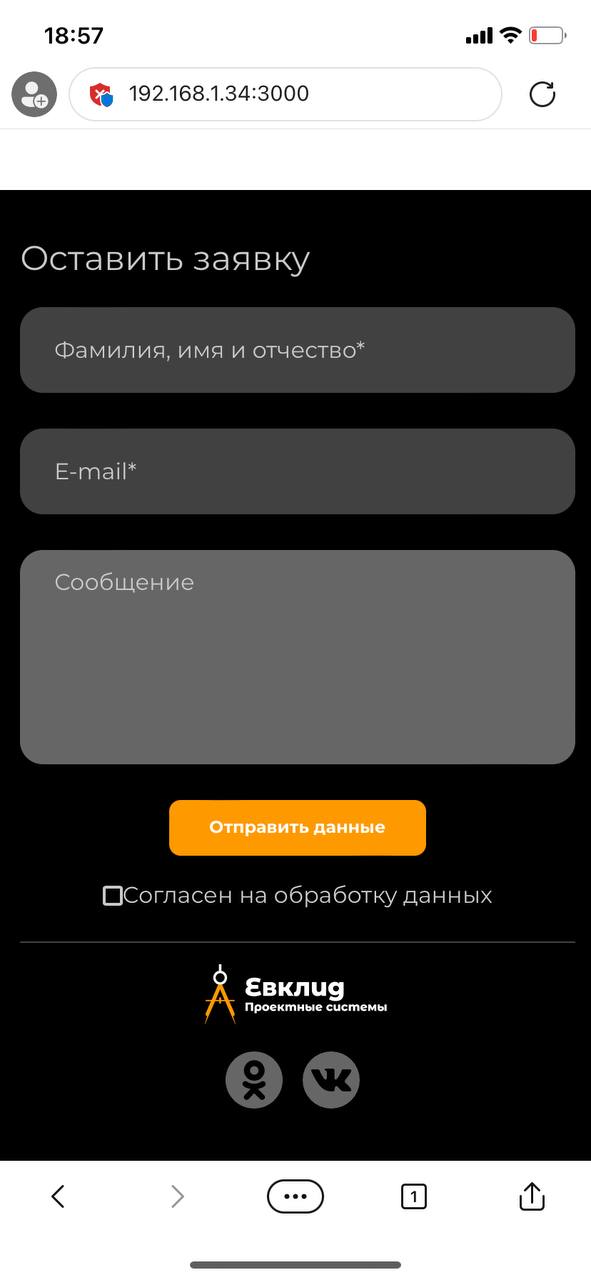 18:57
192.168.1.34:3000
Оставить заявку
Фамилия, имя и отчество*
E-mail*
Сообщение
Отправить данные
Согласен на обработку данных
Евклид
Проектные системы
1